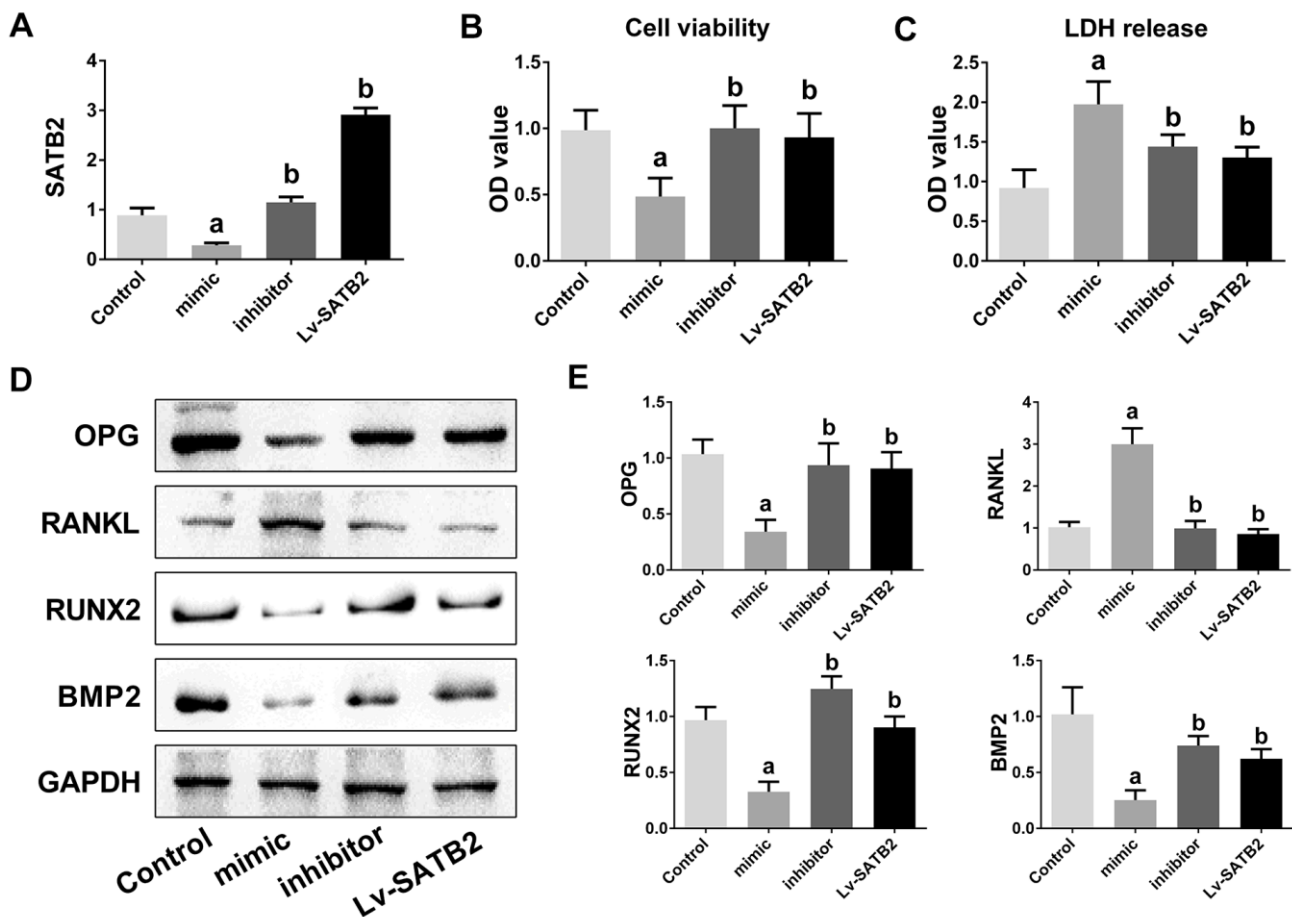 A
SATB2
4
3
2
1
0
a
b
b
Control
mimic
inhibitor
Lv-SATB2
B
Cell viability
OD value
1.5
1.0
0.5
0.0
a
b
b
Control
mimic
inhibitor
Lv-SATB2
C
LDH release
OD value
2.5
2.0
1.5
1.0
0.5
0.0
a
b
b
Control
mimic
inhibitor
Lv-SATB2
D
OPG
RANKL
RUNX2
BMP2
GAPDH
Control
mimic
inhibitor
Lv-SATB2
E
OPG
1.5
1.0
0.5
0.0
a
b
b
Control
mimic
inhibitor
Lv-SATB2
RANKL
4
3
2
1
0
a
b
b
Control
mimic
inhibitor
Lv-SATB2
RUNX2
1.5
1.0
0.5
0.0
a
b
b
Control
mimic
inhibitor
Lv-SATB2
BMP2
1.5
1.0
0.5
0.0
a
b
b
Control
mimic
inhibitor
Lv-SATB2